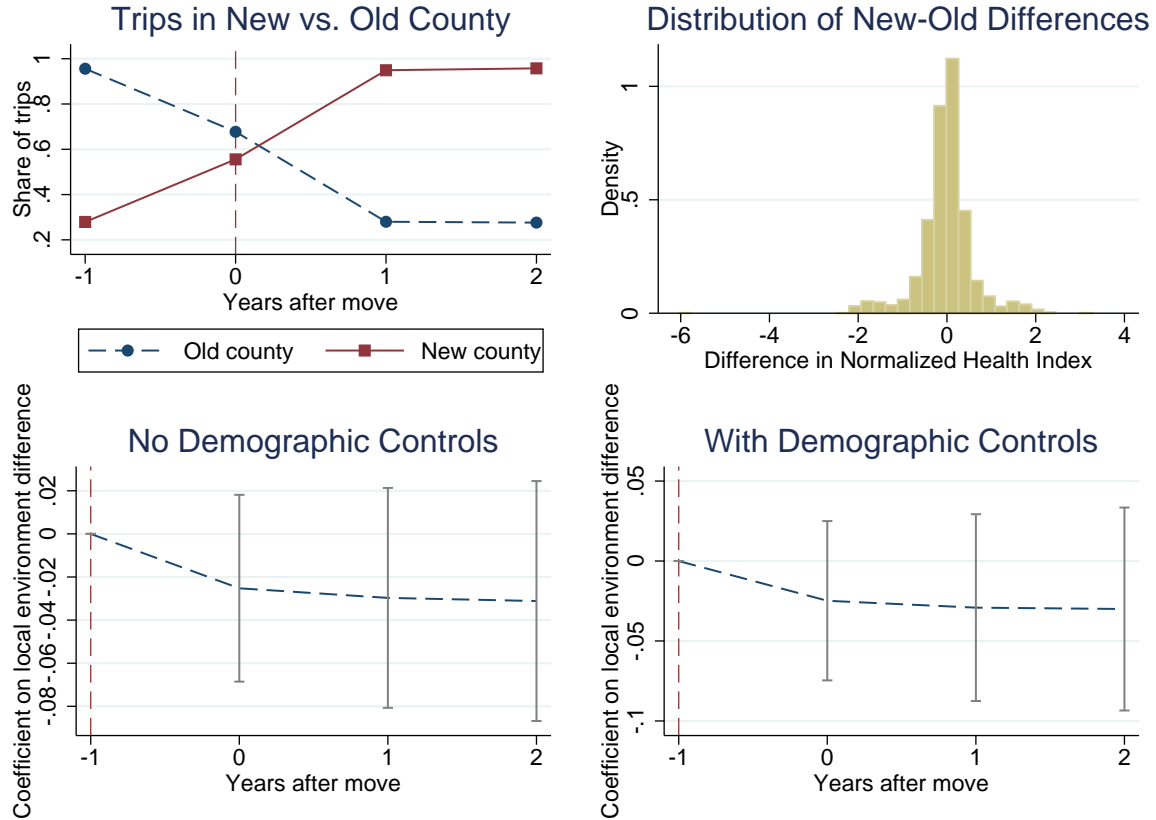 Trips in New vs. Old County
Share of trips
1
.8
.6
.4
.2
-1 0 1 2
Years after move
Old county New county
Distribution of New-Old Differences
Density
1
.5
0
-6 -4 -2 0 2 4
Difference in Normalized Health Index
No Demographic Controls
Coefficient on local environment difference
.02
0
-.02
-.04
-.06
-.08
-1 0 1 2
Years after move
With Demographic Controls
Coefficient on local environment difference
.05
0
-.05
-.1
-1 0 1 2
Years after move